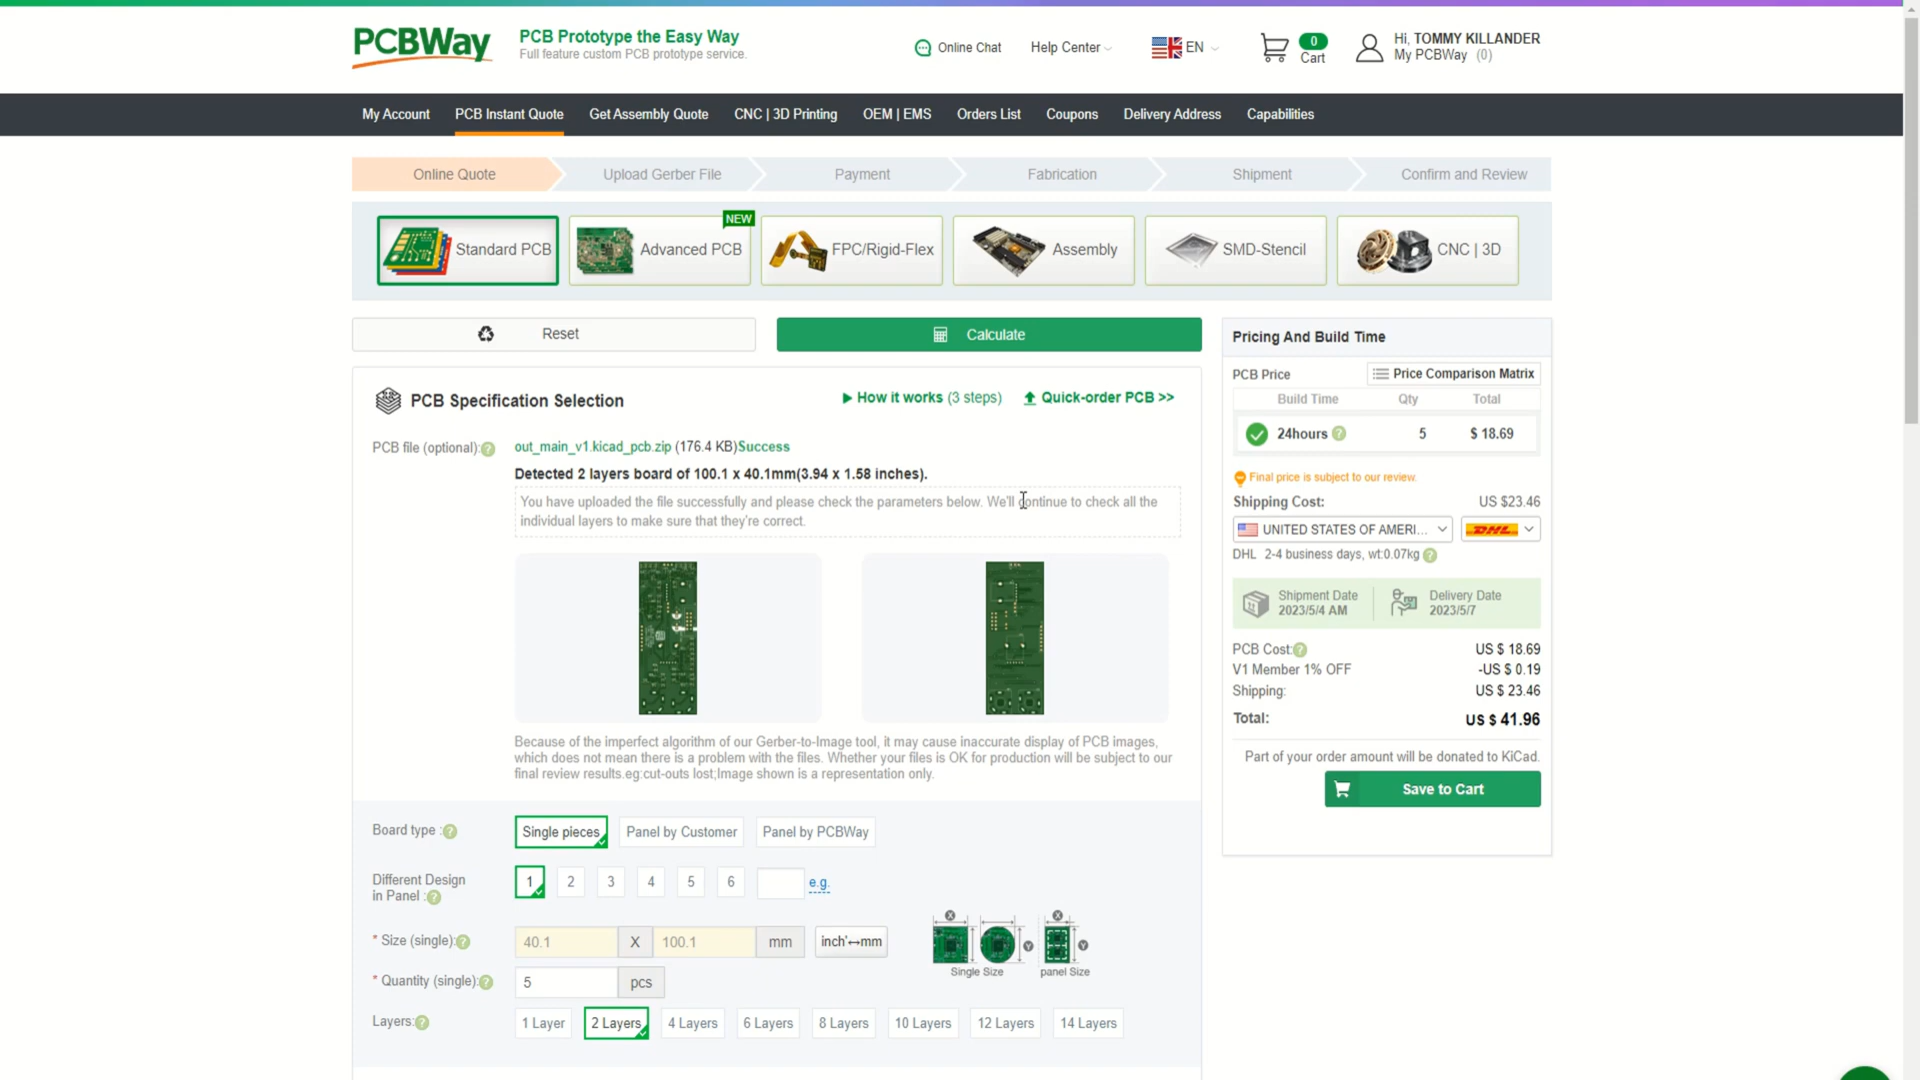 PCBWay
PCB Prototype the Easy Way
Full feature custom PCB prototype service.
Online Chat
Help Center
EN
0
Cart
Hi, TOMMY KILLANDER
My PCBWay (0)
My Account
PCB Instant Quote
Get Assembly Quote
CNC | 3D Printing
OEM | EMS
Orders List
Coupons
Delivery Address
Capabilities
Online Quote
Upload Gerber File
Payment
Fabrication
Shipment
Confirm and Review
Standard PCB
NEW
Advanced PCB
FPC/Rigid-Flex
Assembly
SMD-Stencil
CNC | 3D
Reset
Calculate
PCB Specification Selection
How it works (3 steps)
Quick-order PCB >>
PCB file (optional):
out_main_v1.kicad_pcb.zip (176.4 KB)Success
Detected 2 layers board of 100.1 x 40.1mm(3.94 x 1.58 inches).
You have uploaded the file successfully and please check the parameters below. We'll continue to check all the
individual layers to make sure that they're correct.
Because of the imperfect algorithm of our Gerber-to-Image tool, it may cause inaccurate display of PCB images,
which does not mean there is a problem with the files. Whether your files is OK for production will be subject to our
final review results.eg:cut-outs lost;Image shown is a representation only.
Board type :
Single pieces
Panel by Customer
Panel by PCBWay
Different Design
in Panel :
1
2
3
4
5
6
e.g.
* Size (single):
40.1
X
100.1
mm
inch'↔mm
X
X
Y
Y
Single Size
panel Size
* Quantity (single):
5
pcs
Layers:
1 Layer
2 Layers
4 Layers
6 Layers
8 Layers
10 Layers
12 Layers
14 Layers
Pricing And Build Time
PCB Price
Price Comparison Matrix
Build Time
Qty
Total
24hours
5
$ 18.69
Final price is subject to our review.
Shipping Cost:
US $23.46
UNITED STATES OF AMERI...
DHL
DHL 2-4 business days, wt:0.07kg
Shipment Date
2023/5/4 AM
Delivery Date
2023/5/7
PCB Cost:
US $ 18.69
V1 Member 1% OFF
-US $ 0.19
Shipping:
US $ 23.46
Total:
US $ 41.96
Part of your order amount will be donated to KiCad.
Save to Cart